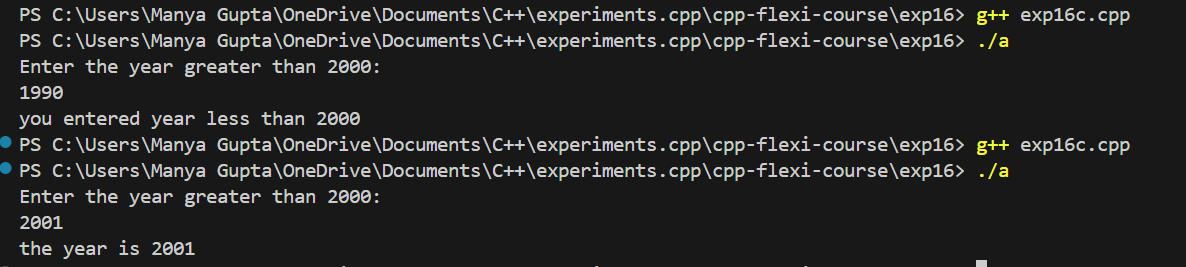 PS C:\Users\Manya Gupta\OneDrive\Documents\C++\experiments.cpp\cpp-flexi-course\exp16> g++ exp16c.cpp
PS C:\Users\Manya Gupta\OneDrive\Documents\C++\experiments.cpp\cpp-flexi-course\exp16> ./a
Enter the year greater than 2000:
1990
you entered year less than 2000
PS C:\Users\Manya Gupta\OneDrive\Documents\C++\experiments.cpp\cpp-flexi-course\exp16> g++ exp16c.cpp
PS C:\Users\Manya Gupta\OneDrive\Documents\C++\experiments.cpp\cpp-flexi-course\exp16> ./a
Enter the year greater than 2000:
2001
the year is 2001